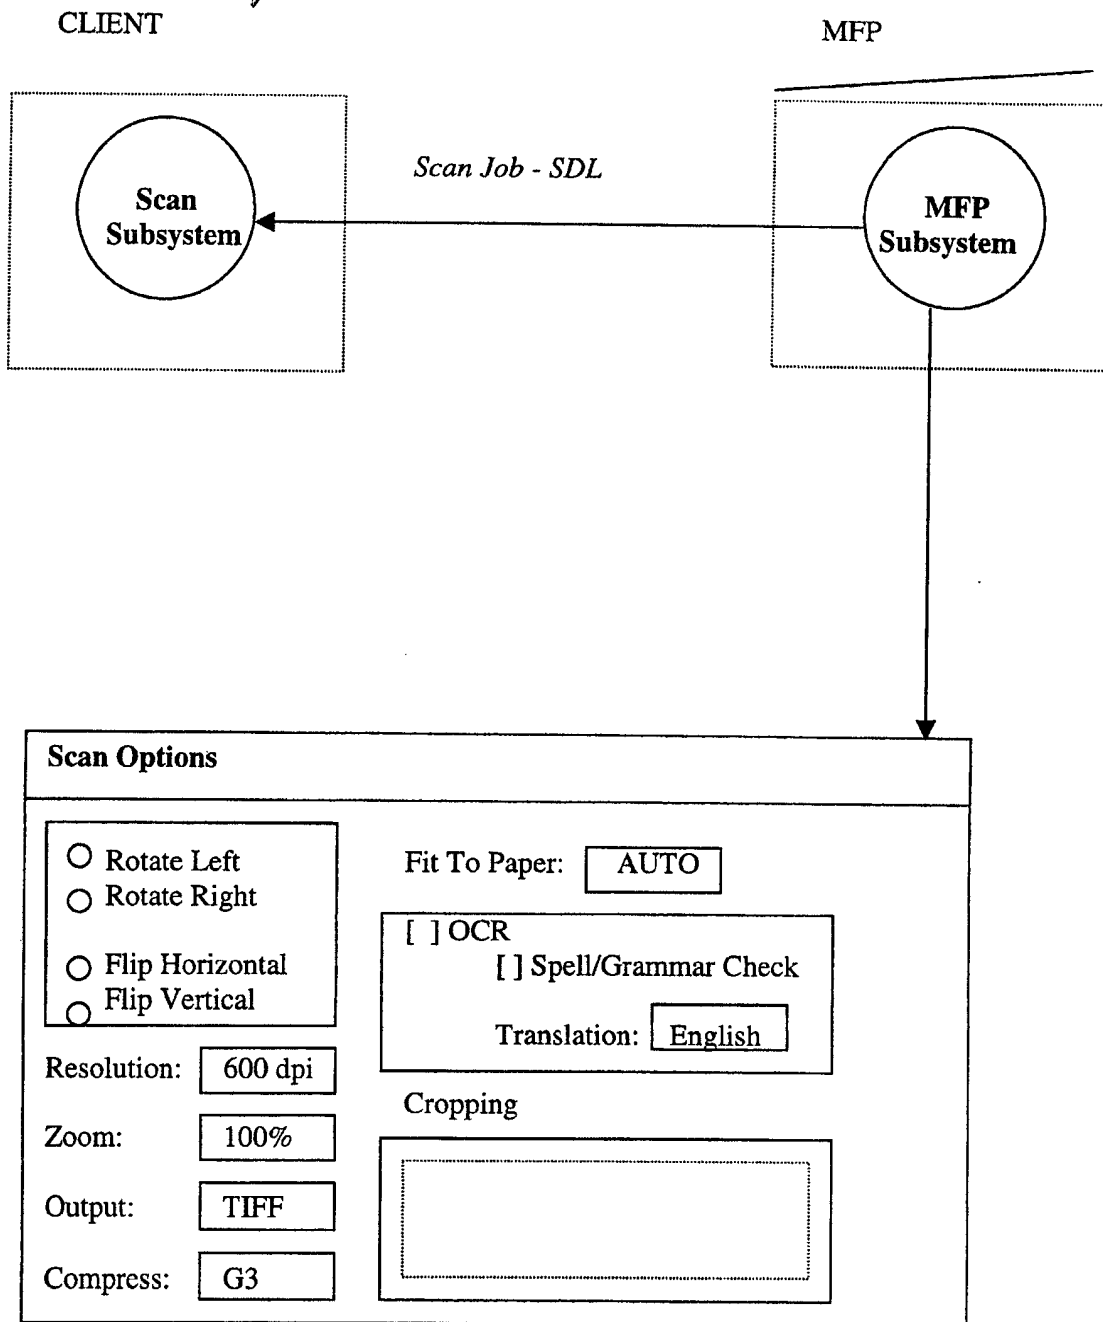 CLIENT
MFP
Scan Job - SDL
Scan
Subsystem
MFP
Subsystem
Scan Options
Rotate Left
Rotate Right
Flip Horizontal
Flip Vertical
Fit To Paper: AUTO
[ ] OCR
[ ] Spell/Grammar Check
Translation: English
Resolution: 600 dpi
Zoom: 100%
Output: TIFF
Compress: G3
Cropping